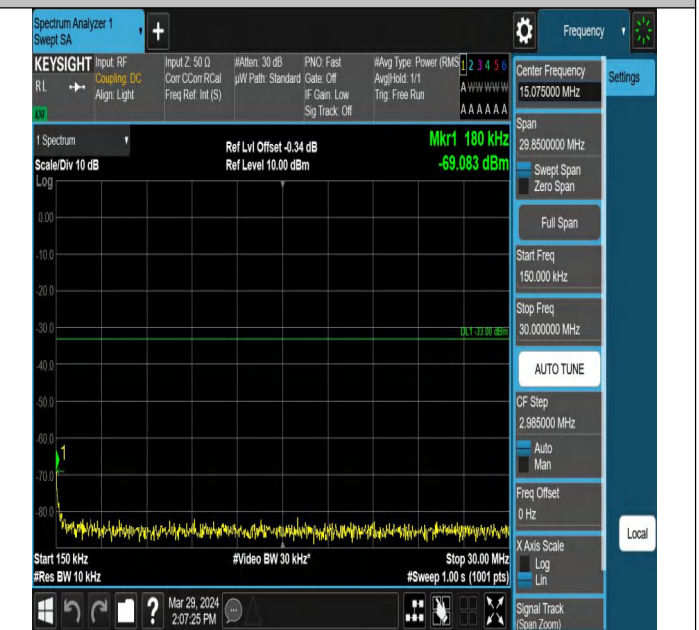 Spectrum Analyzer 1
Swept SA
+
Frequency
KEYSIGHT
RL
LXI
Input: RF
Coupling: DC
Align: Light
Input Z: 50 Ω
Corr CCorr RCal
Freq Ref: Int (S)
#Atten: 30 dB
µW Path: Standard
PNO: Fast
Gate: Off
IF Gain: Low
Sig Track: Off
#Avg Type: Power (RMS
Avg|Hold: 1/1
Trig: Free Run
1 2 3 4 5 6
A W W W W W
A A A A A A
1 Spectrum
Scale/Div 10 dB
Log
Ref Lvl Offset -0.34 dB
Ref Level 10.00 dBm
Mkr1 180 kHz
-69.083 dBm
0.00
-10.0
-20.0
-30.0
DL1 -33.00 dBm
-40.0
-50.0
-60.0
1
-70.0
-80.0
Start 150 kHz
#Res BW 10 kHz
#Video BW 30 kHz*
Stop 30.00 MHz
#Sweep 1.00 s (1001 pts)
?
Mar 29, 2024
2:07:25 PM
Center Frequency
15.075000 MHz
Settings
Span
29.8500000 MHz
Swept Span
Zero Span
Full Span
Start Freq
150.000 kHz
Stop Freq
30.000000 MHz
AUTO TUNE
CF Step
2.985000 MHz
Auto
Man
Freq Offset
0 Hz
X Axis Scale
Log
Lin
Local
Signal Track
(Span Zoom)